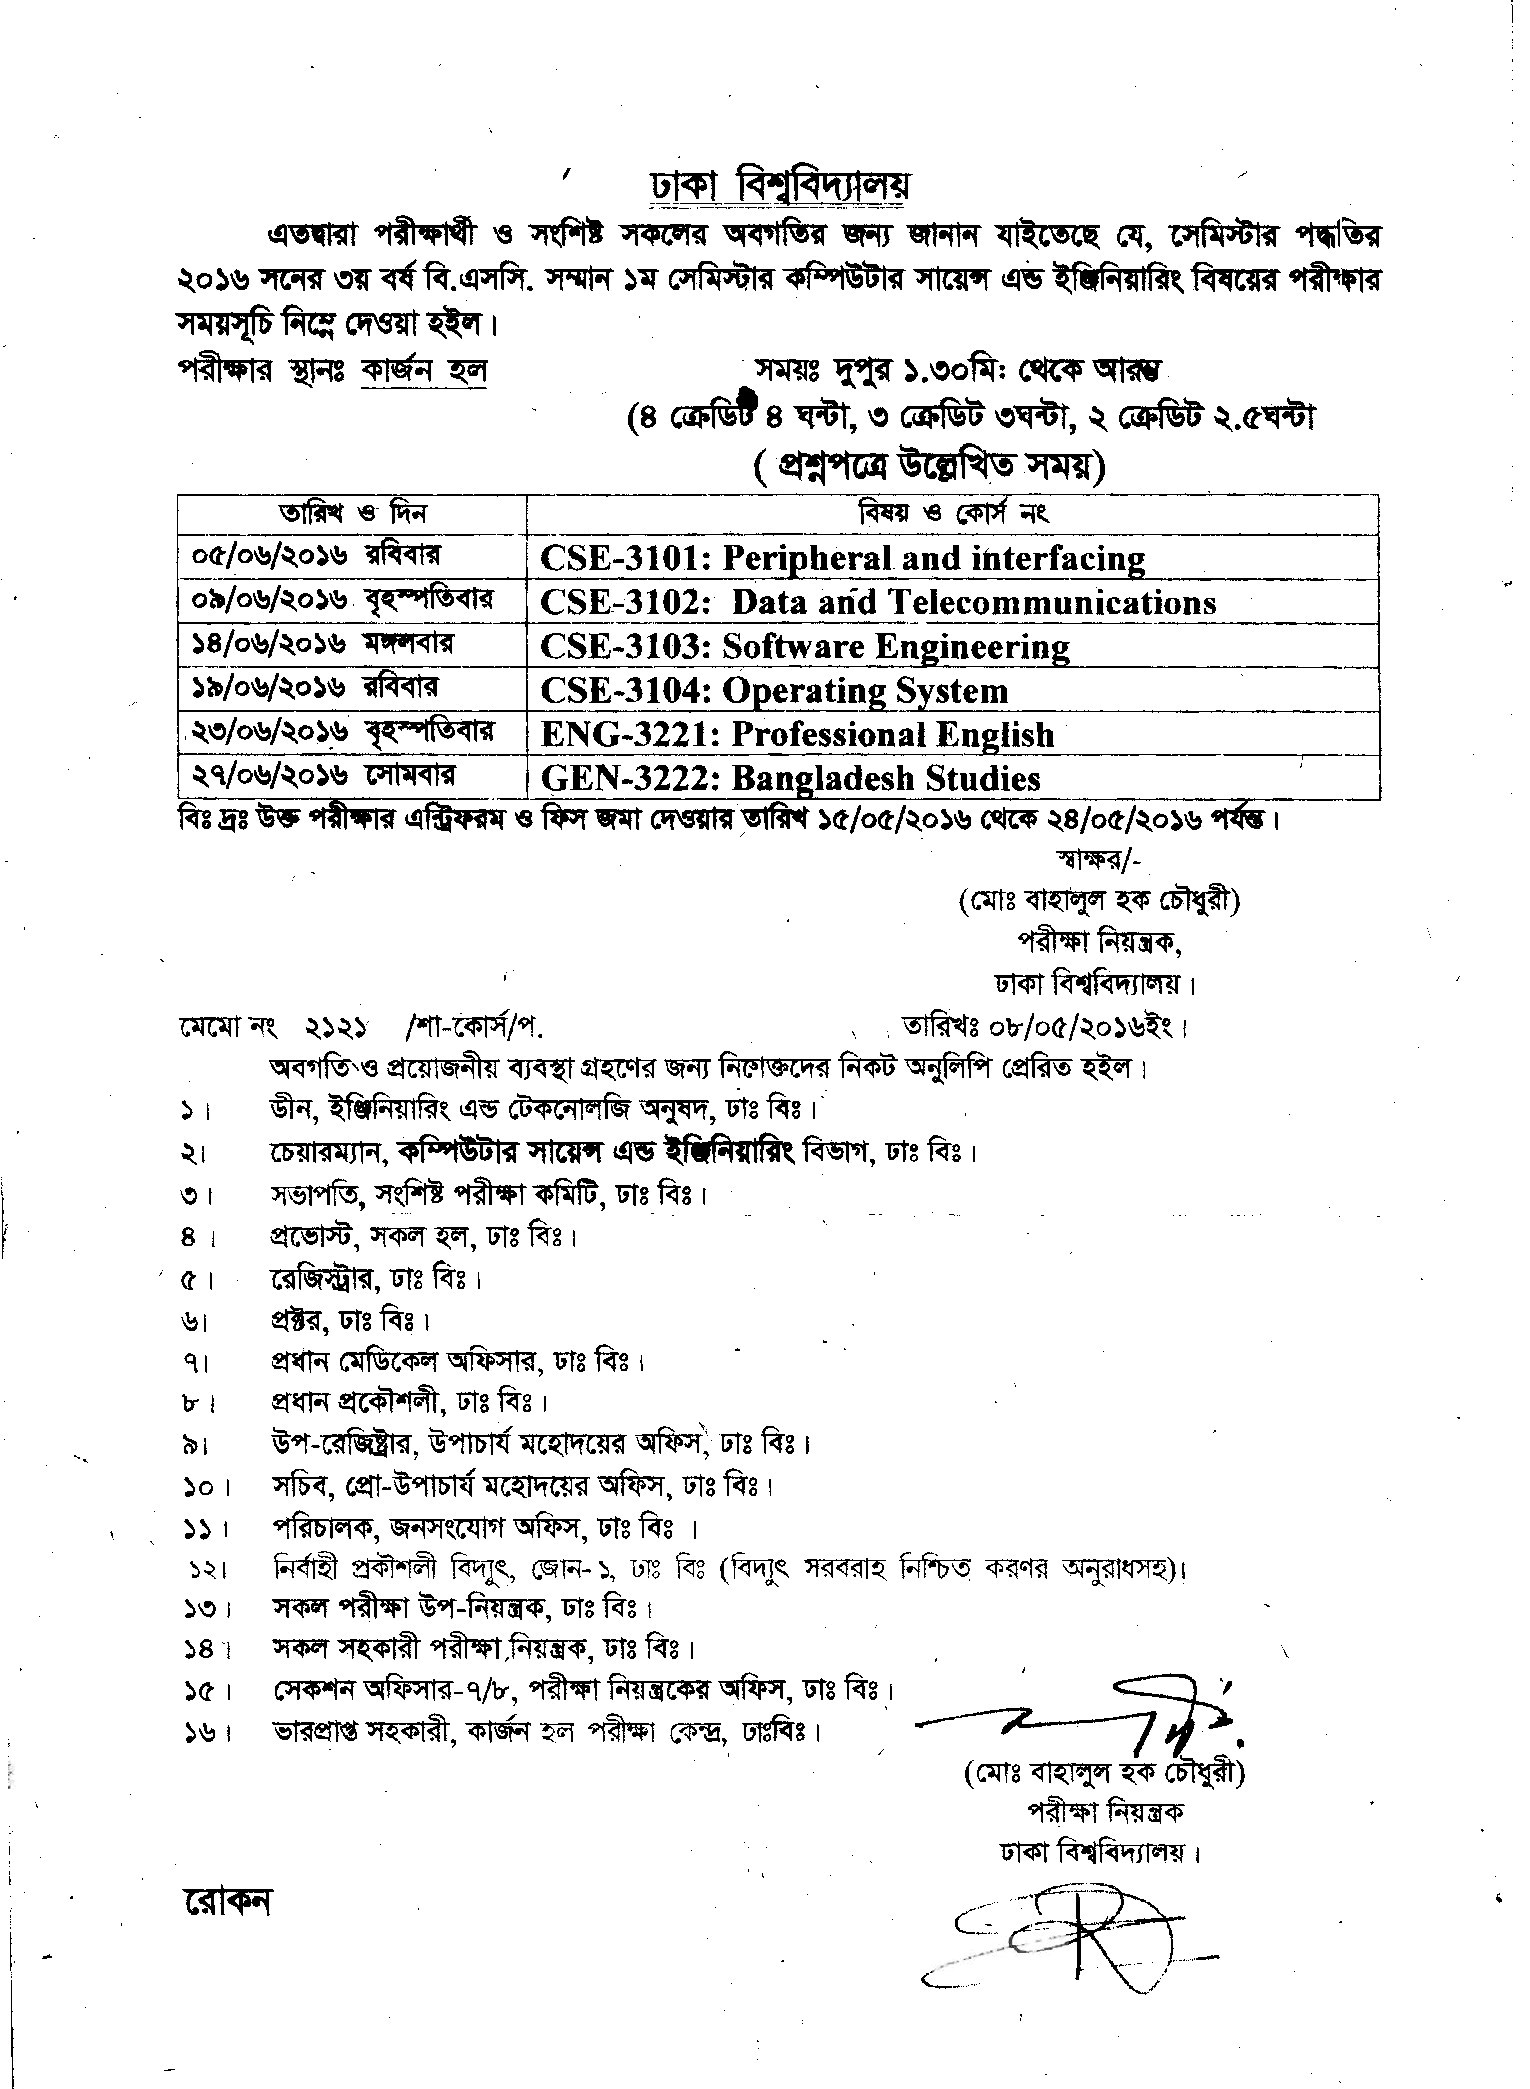 ঢাকা বিশ্ববিদ্যালয়
এতদ্বারা পরীক্ষার্থী ও সংশিষ্ট সকলের অবগতির জন্য জানান যাইতেছে যে, সেমিস্টার পদ্ধতির
২০১৬ সনের ৩য় বর্ষ বি.এসসি. সম্মান ১ম সেমিস্টার কম্পিউটার সায়েন্স এন্ড ইঞ্জিনিয়ারিং বিষয়ের পরীক্ষার
সময়সূচি নিম্নে দেওয়া হইল।
পরীক্ষার স্থানঃ কার্জন হল সময়ঃ দুপুর ১.৩০মি: থেকে আরম্ভ
(৪ ক্রেডিট ৪ ঘন্টা, ৩ ক্রেডিট ৩ঘন্টা, ২ ক্রেডিট ২.৫ঘন্টা
( প্রশ্নপত্রে উল্লেখিত সময়)
তারিখ ও দিন বিষয় ও কোর্স নং
০৫/০৬/২০১৬ রবিবার CSE-3101: Peripheral and interfacing
০৯/০৬/২০১৬ বৃহস্পতিবার CSE-3102: Data and Telecommunications
১৪/০৬/২০১৬ মঙ্গলবার CSE-3103: Software Engineering
১৯/০৬/২০১৬ রবিবার CSE-3104: Operating System
২৩/০৬/২০১৬ বৃহস্পতিবার ENG-3221: Professional English
২৭/০৬/২০১৬ সোমবার GEN-3222: Bangladesh Studies
বিঃ দ্রঃ উক্ত পরীক্ষার এন্ট্রিফরম ও ফিস জমা দেওয়ার তারিখ ১৫/০৫/২০১৬ থেকে ২৪/০৫/২০১৬ পর্যন্ত।
স্বাক্ষর/-
(মোঃ বাহালুল হক চৌধুরী)
পরীক্ষা নিয়ন্ত্রক,
ঢাকা বিশ্ববিদ্যালয়।
মেমো নং ২১২১ /শা-কোর্স/প. তারিখঃ ০৮/০৫/২০১৬ইং।
অবগতি ও প্রয়োজনীয় ব্যবস্থা গ্রহণের জন্য নিম্নোক্তদের নিকট অনুলিপি প্রেরিত হইল।
১। ডীন, ইঞ্জিনিয়ারিং এন্ড টেকনোলজি অনুষদ, ঢাঃ বিঃ।
২। চেয়ারম্যান, কম্পিউটার সায়েন্স এন্ড ইঞ্জিনিয়ারিং বিভাগ, ঢাঃ বিঃ।
৩। সভাপতি, সংশিষ্ট পরীক্ষা কমিটি, ঢাঃ বিঃ।
৪। প্রভোস্ট, সকল হল, ঢাঃ বিঃ।
৫। রেজিস্ট্রার, ঢাঃ বিঃ।
৬। প্রক্টর, ঢাঃ বিঃ।
৭। প্রধান মেডিকেল অফিসার, ঢাঃ বিঃ।
৮। প্রধান প্রকৌশলী, ঢাঃ বিঃ।
৯। উপ-রেজিষ্ট্রার, উপাচার্য মহোদয়ের অফিস, ঢাঃ বিঃ।
১০। সচিব, প্রো-উপাচার্য মহোদয়ের অফিস, ঢাঃ বিঃ।
১১। পরিচালক, জনসংযোগ অফিস, ঢাঃ বিঃ ।
১২। নির্বাহী প্রকৌশলী বিদ্যুৎ, জোন-১, ঢাঃ বিঃ (বিদ্যুৎ সরবরাহ নিশ্চিত করণর অনুরাধসহ)।
১৩। সকল পরীক্ষা উপ-নিয়ন্ত্রক, ঢাঃ বিঃ।
১৪। সকল সহকারী পরীক্ষা নিয়ন্ত্রক, ঢাঃ বিঃ।
১৫। সেকশন অফিসার-৭/৮, পরীক্ষা নিয়ন্ত্রকের অফিস, ঢাঃ বিঃ।
১৬। ভারপ্রাপ্ত সহকারী, কার্জন হল পরীক্ষা কেন্দ্র, ঢাঃবিঃ।
(মোঃ বাহালুল হক চৌধুরী)
পরীক্ষা নিয়ন্ত্রক
ঢাকা বিশ্ববিদ্যালয়।
রোকন